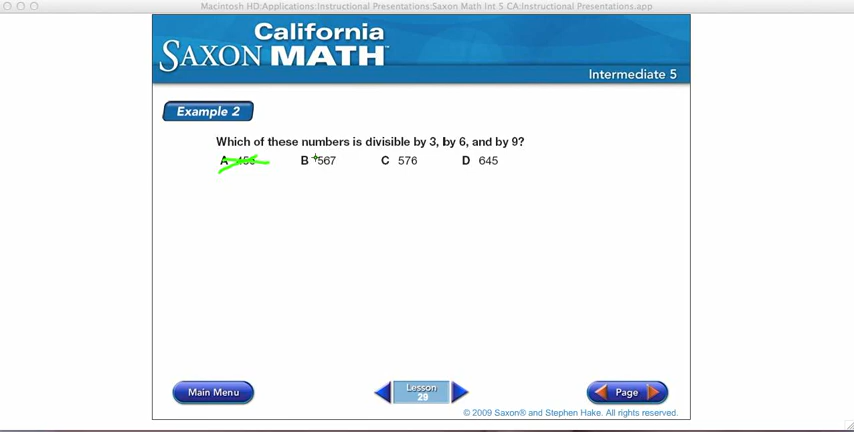 Macintosh HD:Applications:Instructional Presentations:Saxon Math Int 5 CA:Instructional Presentations.app
California
SAXON MATH™
Intermediate 5
Example 2
Which of these numbers is divisible by 3, by 6, and by 9?
A 456 B 567 C 576 D 645
Main Menu
Lesson
29
Page
© 2009 Saxon® and Stephen Hake. All rights reserved.